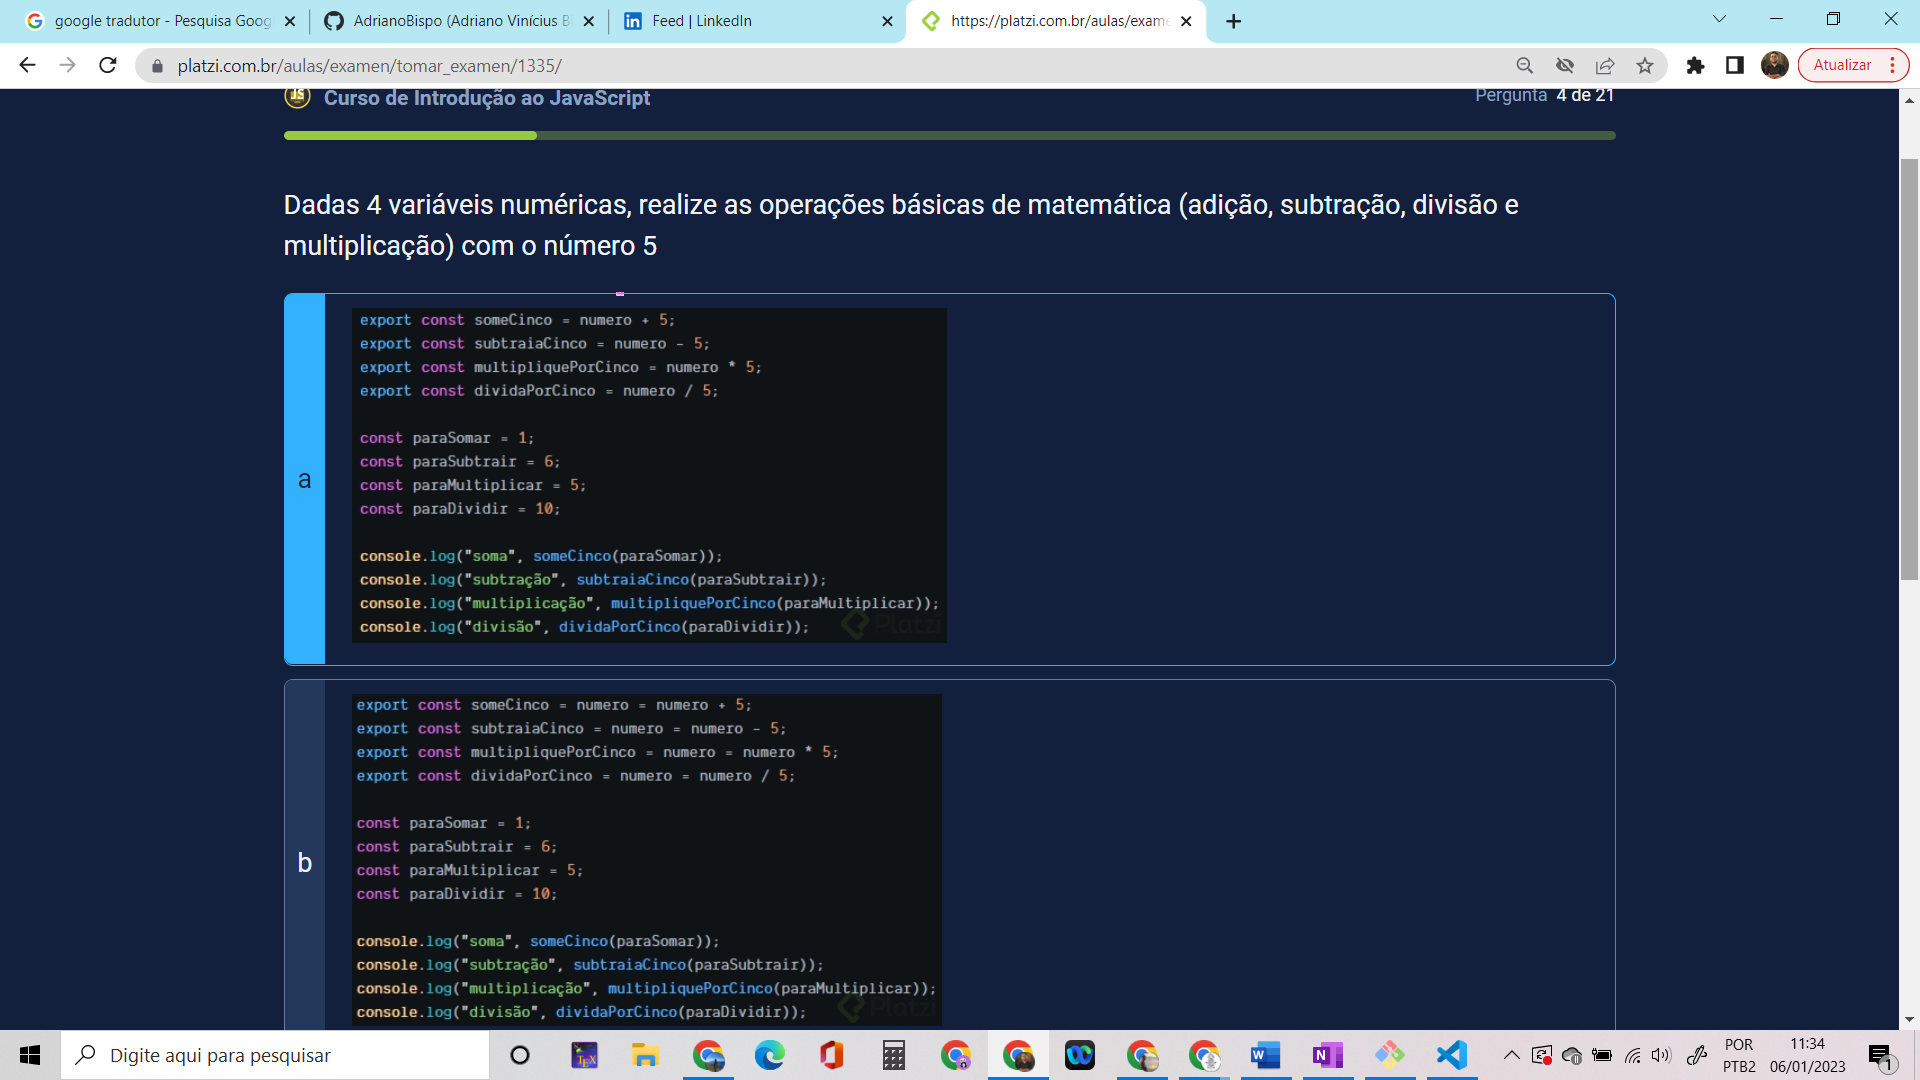 google tradutor - Pesquisa Goog
AdrianoBispo (Adriano Vinícius B
Feed | LinkedIn
https://platzi.com.br/aulas/exame
platzi.com.br/aulas/examen/tomar_examen/1335/
Atualizar
JS
Curso de Introdução ao JavaScript
Pergunta 4 de 21
Dadas 4 variáveis numéricas, realize as operações básicas de matemática (adição, subtração, divisão e
multiplicação) com o número 5
a
export const someCinco = numero + 5;
export const subtraiaCinco = numero - 5;
export const multipliquePorCinco = numero * 5;
export const dividaPorCinco = numero / 5;
const paraSomar = 1;
const paraSubtrair = 6;
const paraMultiplicar = 5;
const paraDividir = 10;
console.log("soma", someCinco(paraSomar));
console.log("subtração", subtraiaCinco(paraSubtrair));
console.log("multiplicação", multipliquePorCinco(paraMultiplicar));
console.log("divisão", dividaPorCinco(paraDividir));
Platzi
b
export const someCinco = numero = numero + 5;
export const subtraiaCinco = numero = numero - 5;
export const multipliquePorCinco = numero = numero * 5;
export const dividaPorCinco = numero = numero / 5;
const paraSomar = 1;
const paraSubtrair = 6;
const paraMultiplicar = 5;
const paraDividir = 10;
console.log("soma", someCinco(paraSomar));
console.log("subtração", subtraiaCinco(paraSubtrair));
console.log("multiplicação", multipliquePorCinco(paraMultiplicar));
console.log("divisão", dividaPorCinco(paraDividir));
Platzi
Digite aqui para pesquisar
POR
PTB2
11:34
06/01/2023
1